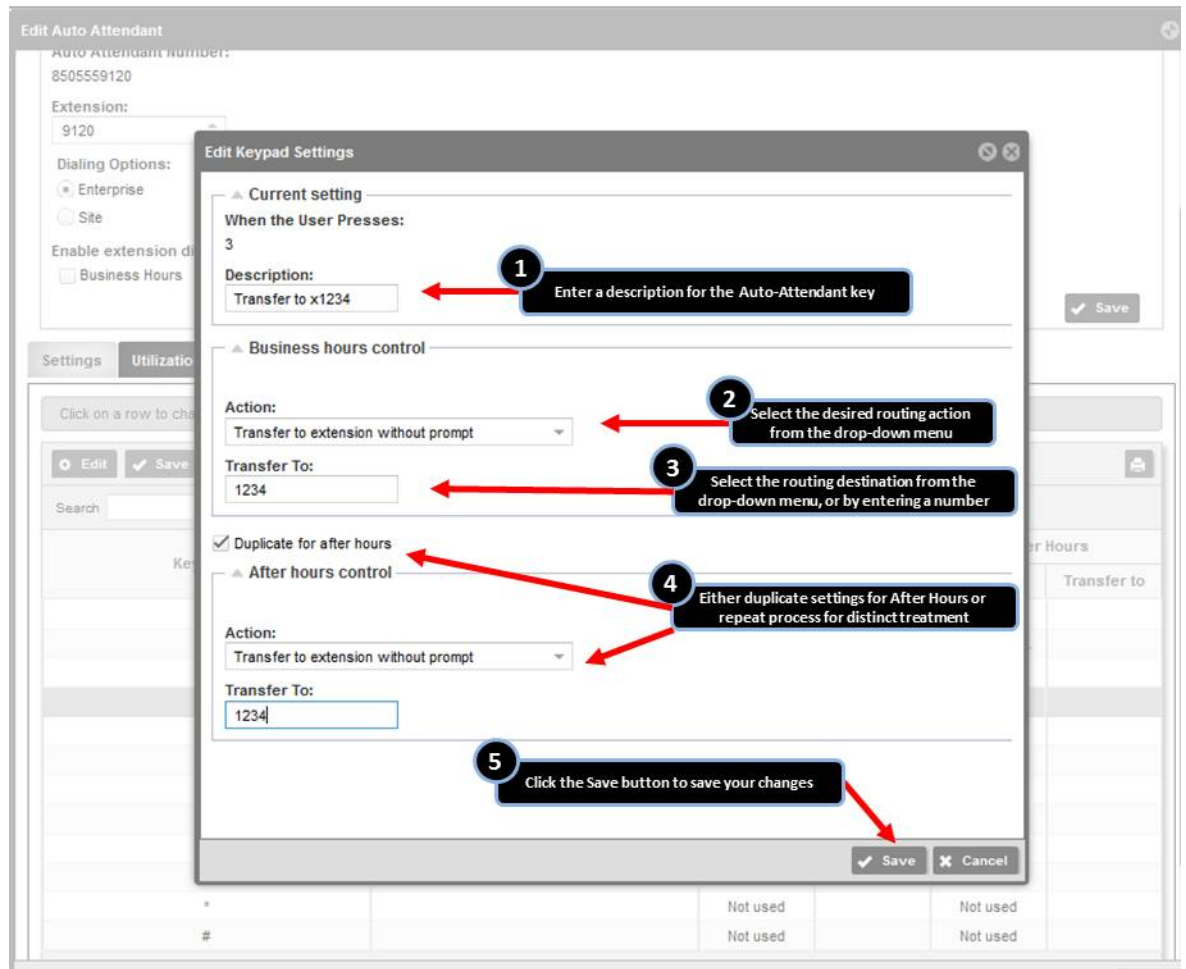 Edit Auto Attendant
Auto Attendant Number:
8505559120
Extension:
9120
Dialing Options:
Enterprise
Site
Enable extension di
Business Hours
Save
Settings
Utilizatio
Click on a row to cha
Edit
Save
Search
Ke
er Hours
Transfer to
Edit Keypad Settings
Current setting
When the User Presses:
3
Description:
Transfer to x1234
1
Enter a description for the Auto-Attendant key
Business hours control
Action:
Transfer to extension without prompt
2
Select the desired routing action
from the drop-down menu
Transfer To:
1234
3
Select the routing destination from the
drop-down menu, or by entering a number
Duplicate for after hours
After hours control
4
Either duplicate settings for After Hours or
repeat process for distinct treatment
Action:
Transfer to extension without prompt
Transfer To:
1234
5
Click the Save button to save your changes
Save
Cancel
* Not used Not used
# Not used Not used